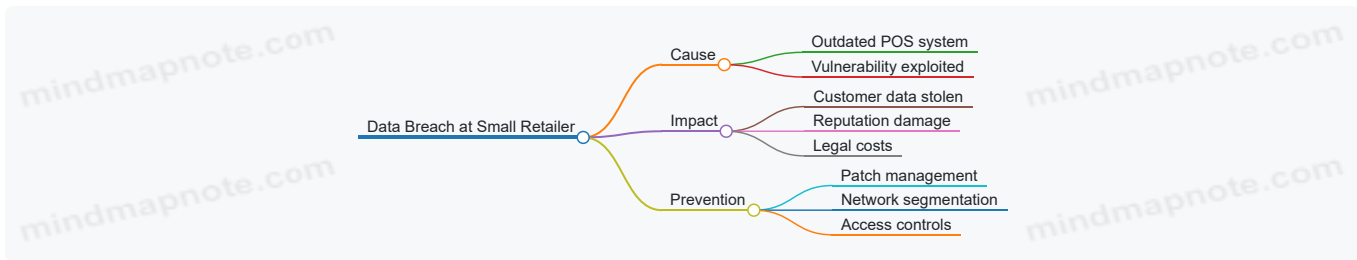 mindmapnote.com
mindmapnote.com
Data Breach at Small Retailer
Cause
Outdated POS system
Vulnerability exploited
Impact
Customer data stolen
Reputation damage
Legal costs
Prevention
Patch management
Network segmentation
Access controls
mindmapnote.com
mindmapnote.com